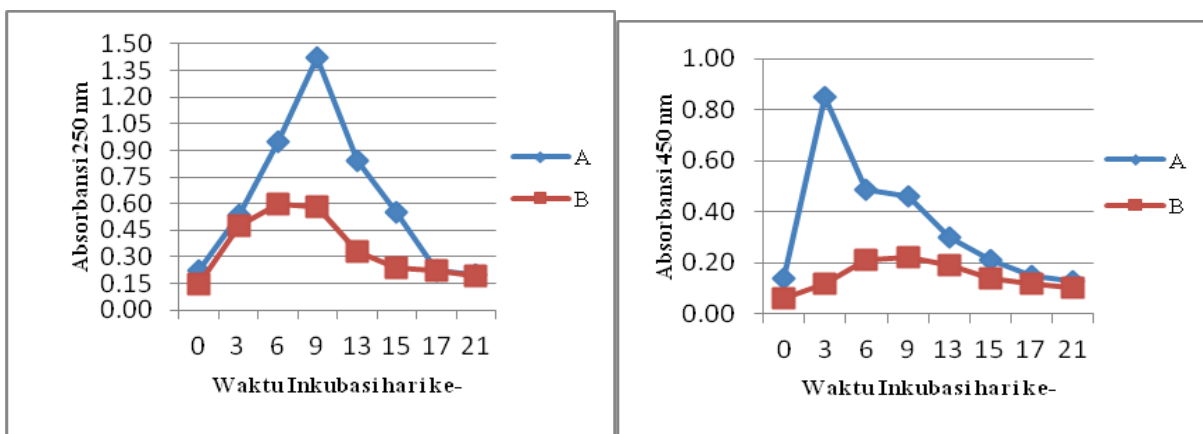 1.50
1.35
1.20
1.05
0.90
0.75
0.60
0.45
0.30
0.15
0.00
Absorbansi 250 nm
0 3 6 9 13 15 17 21
Waktu Inkubasi hari ke-
A
B
1.00
0.80
0.60
0.40
0.20
0.00
Absorbansi 450 nm
0 3 6 9 13 15 17 21
Waktu Inkubasi hari ke-
A
B